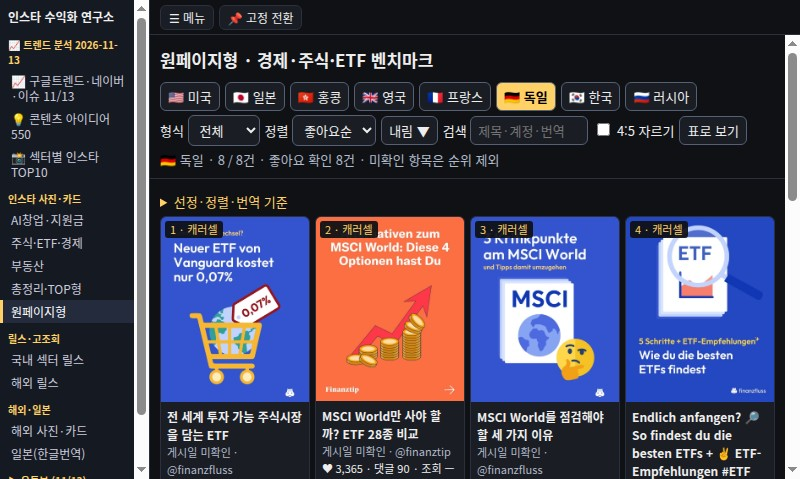 인스타 수익화 연구소
📈 트렌드 분석 2026-11-
13
📈 구글트렌드·네이버
·이슈 11/13
💡 콘텐츠 아이디어
550
📸 섹터별 인스타
TOP10
인스타 사진·카드
AI창업·지원금
주식·ETF·경제
부동산
총정리·TOP형
원페이지형
릴스·고조회
국내 섹터 릴스
해외 릴스
해외·일본
해외 사진·카드
일본(한글번역)
☰ 메뉴
📌 고정 전환
원페이지형 · 경제·주식·ETF 벤치마크
🇺🇸 미국
🇯🇵 일본
🇭🇰 홍콩
🇬🇧 영국
🇫🇷 프랑스
🇩🇪 독일
🇰🇷 한국
🇷🇺 러시아
형식 전체 정렬 좋아요순 내림 ▼ 검색 제목·계정·번역 4:5 자르기 표로 보기
🇩🇪 독일 · 8 / 8건 · 좋아요 확인 8건 · 미확인 항목은 순위 제외
▶ 선정·정렬·번역 기준
1 · 캐러셀
Neuer ETF von
Vanguard kostet
nur 0,07%
0,07%
전 세계 투자 가능 주식시장
을 담는 ETF
게시일 미확인 ·
@finanzfluss
2 · 캐러셀
ativen zum
MSCI World: Diese 4
Optionen hast Du
Finanztip
MSCI World만 사야 할
까? ETF 28종 비교
게시일 미확인 · @finanztip
♥ 3,365 · 댓글 90 · 조회 —
3 · 캐러셀
5 Kritikpunkte
am MSCI World
und Tipps damit umzugehen
MSCI
MSCI World를 점검해야
할 세 가지 이유
게시일 미확인 ·
@finanzfluss
4 · 캐러셀
ETF
5 Schritte + ETF-Empfehlungen*
Wie du die besten
ETFs findest
finanzfluss
Endlich anfangen? 🔎
So findest du die
besten ETFs + ✌️ ETF-
Empfehlungen #ETF